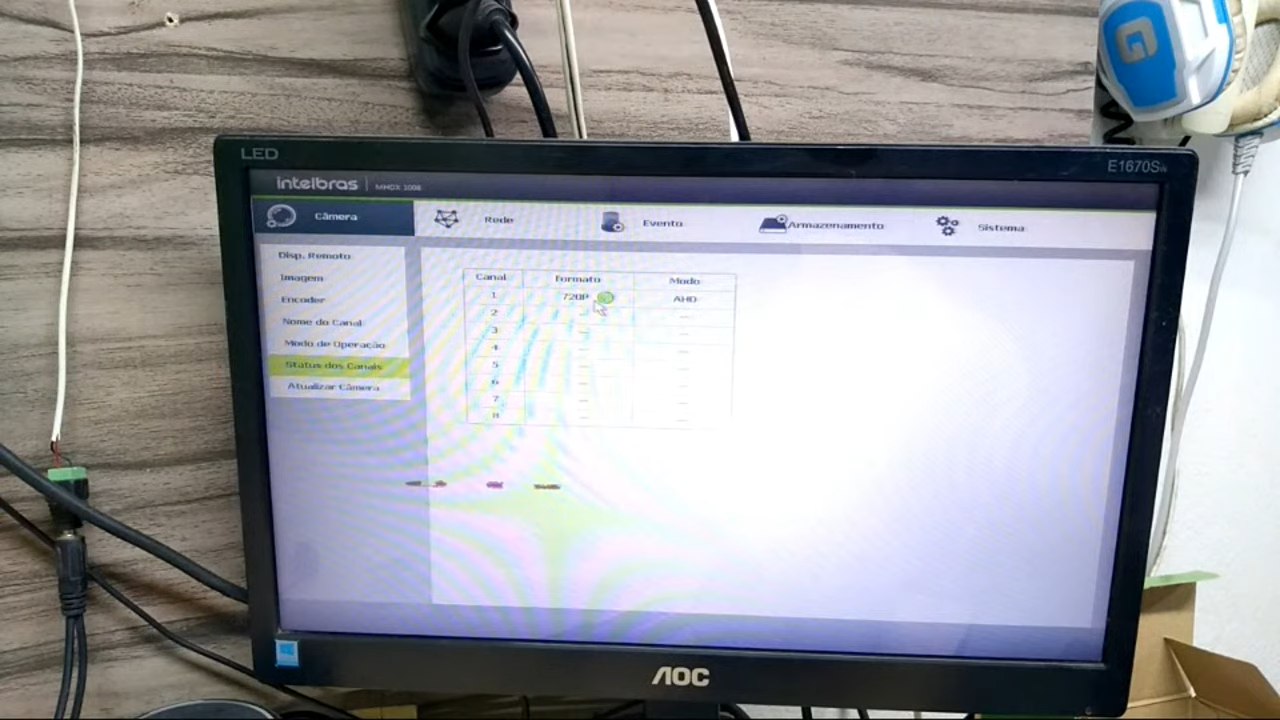 LED
E1670Sw
intelbras | MHDX 1008
Câmera Rede Evento Armazenamento Sistema
Disp. Remoto
Imagem
Encoder
Nome do Canal
Modo de Operação
Status dos Canais
Atualizar Câmera
Canal Formato Modo
1 720P AHD
2 — —
3 — —
4 — —
5 — —
6 — —
7 — —
8 — —
AOC
G